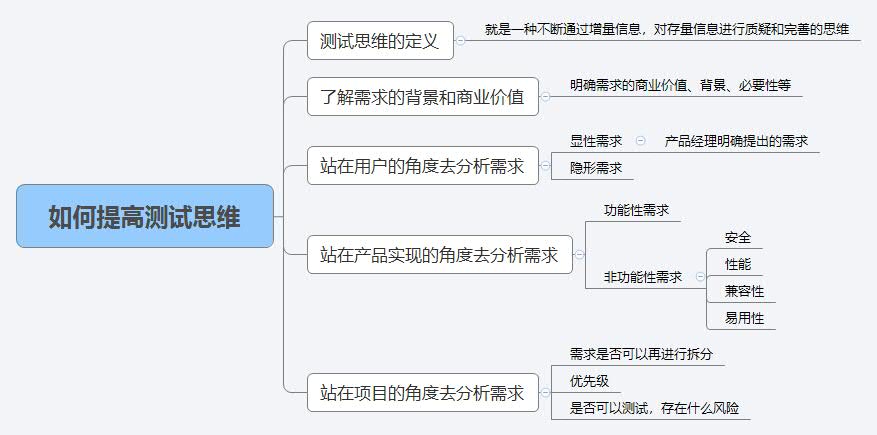 如何提高测试思维
测试思维的定义
就是一种不断通过增量信息，对存量信息进行质疑和完善的思维
了解需求的背景和商业价值
明确需求的商业价值、背景、必要性等
站在用户的角度去分析需求
显性需求
产品经理明确提出的需求
隐形需求
站在产品实现的角度去分析需求
功能性需求
非功能性需求
安全
性能
兼容性
易用性
站在项目的角度去分析需求
需求是否可以再进行拆分
优先级
是否可以测试，存在什么风险